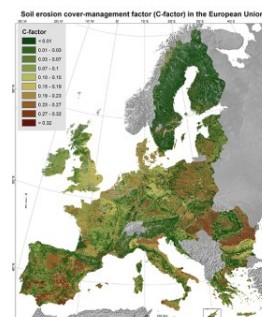 Soil erosion cover-management factor (C-factor) in the European Union
C-factor
< 0.01
0.01 - 0.03
0.03 - 0.07
0.07 - 0.1
0.10 - 0.15
0.15 - 0.19
0.19 - 0.23
0.23 - 0.27
0.27 - 0.32
> 0.32